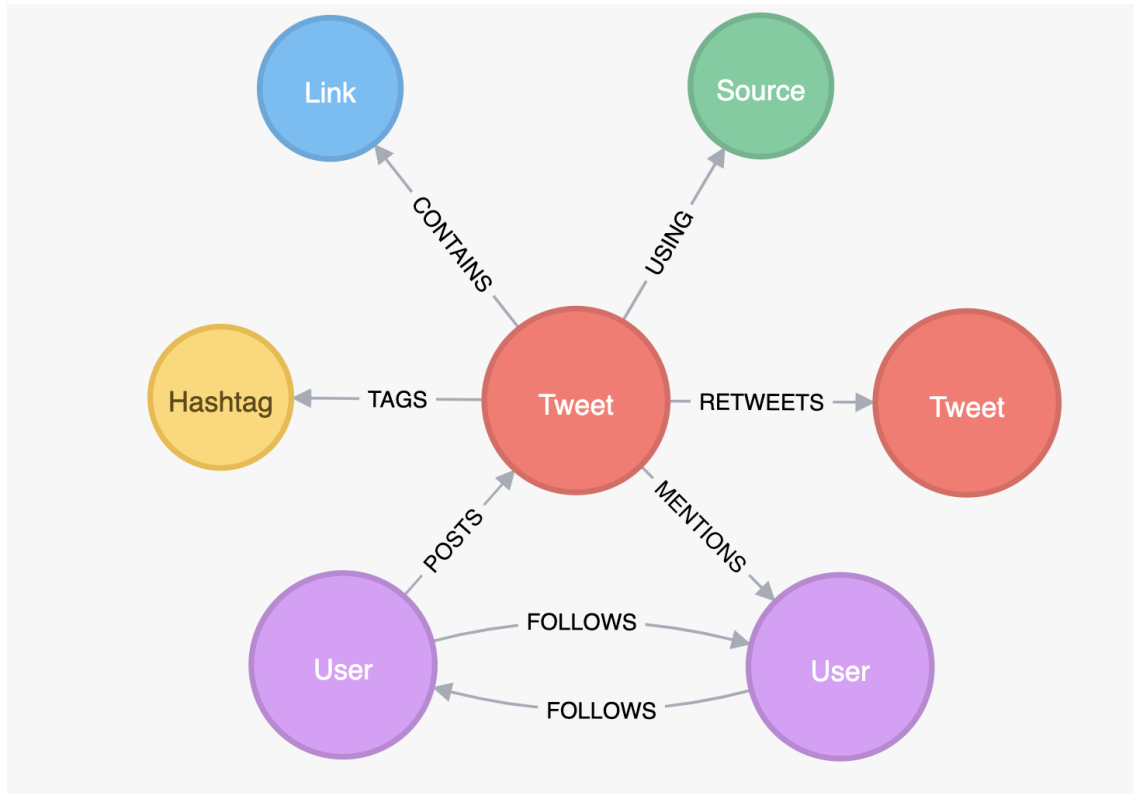 Link
Source
CONTAINS
USING
Hashtag
TAGS
Tweet
RETWEETS
Tweet
POSTS
MENTIONS
User
FOLLOWS
User
FOLLOWS